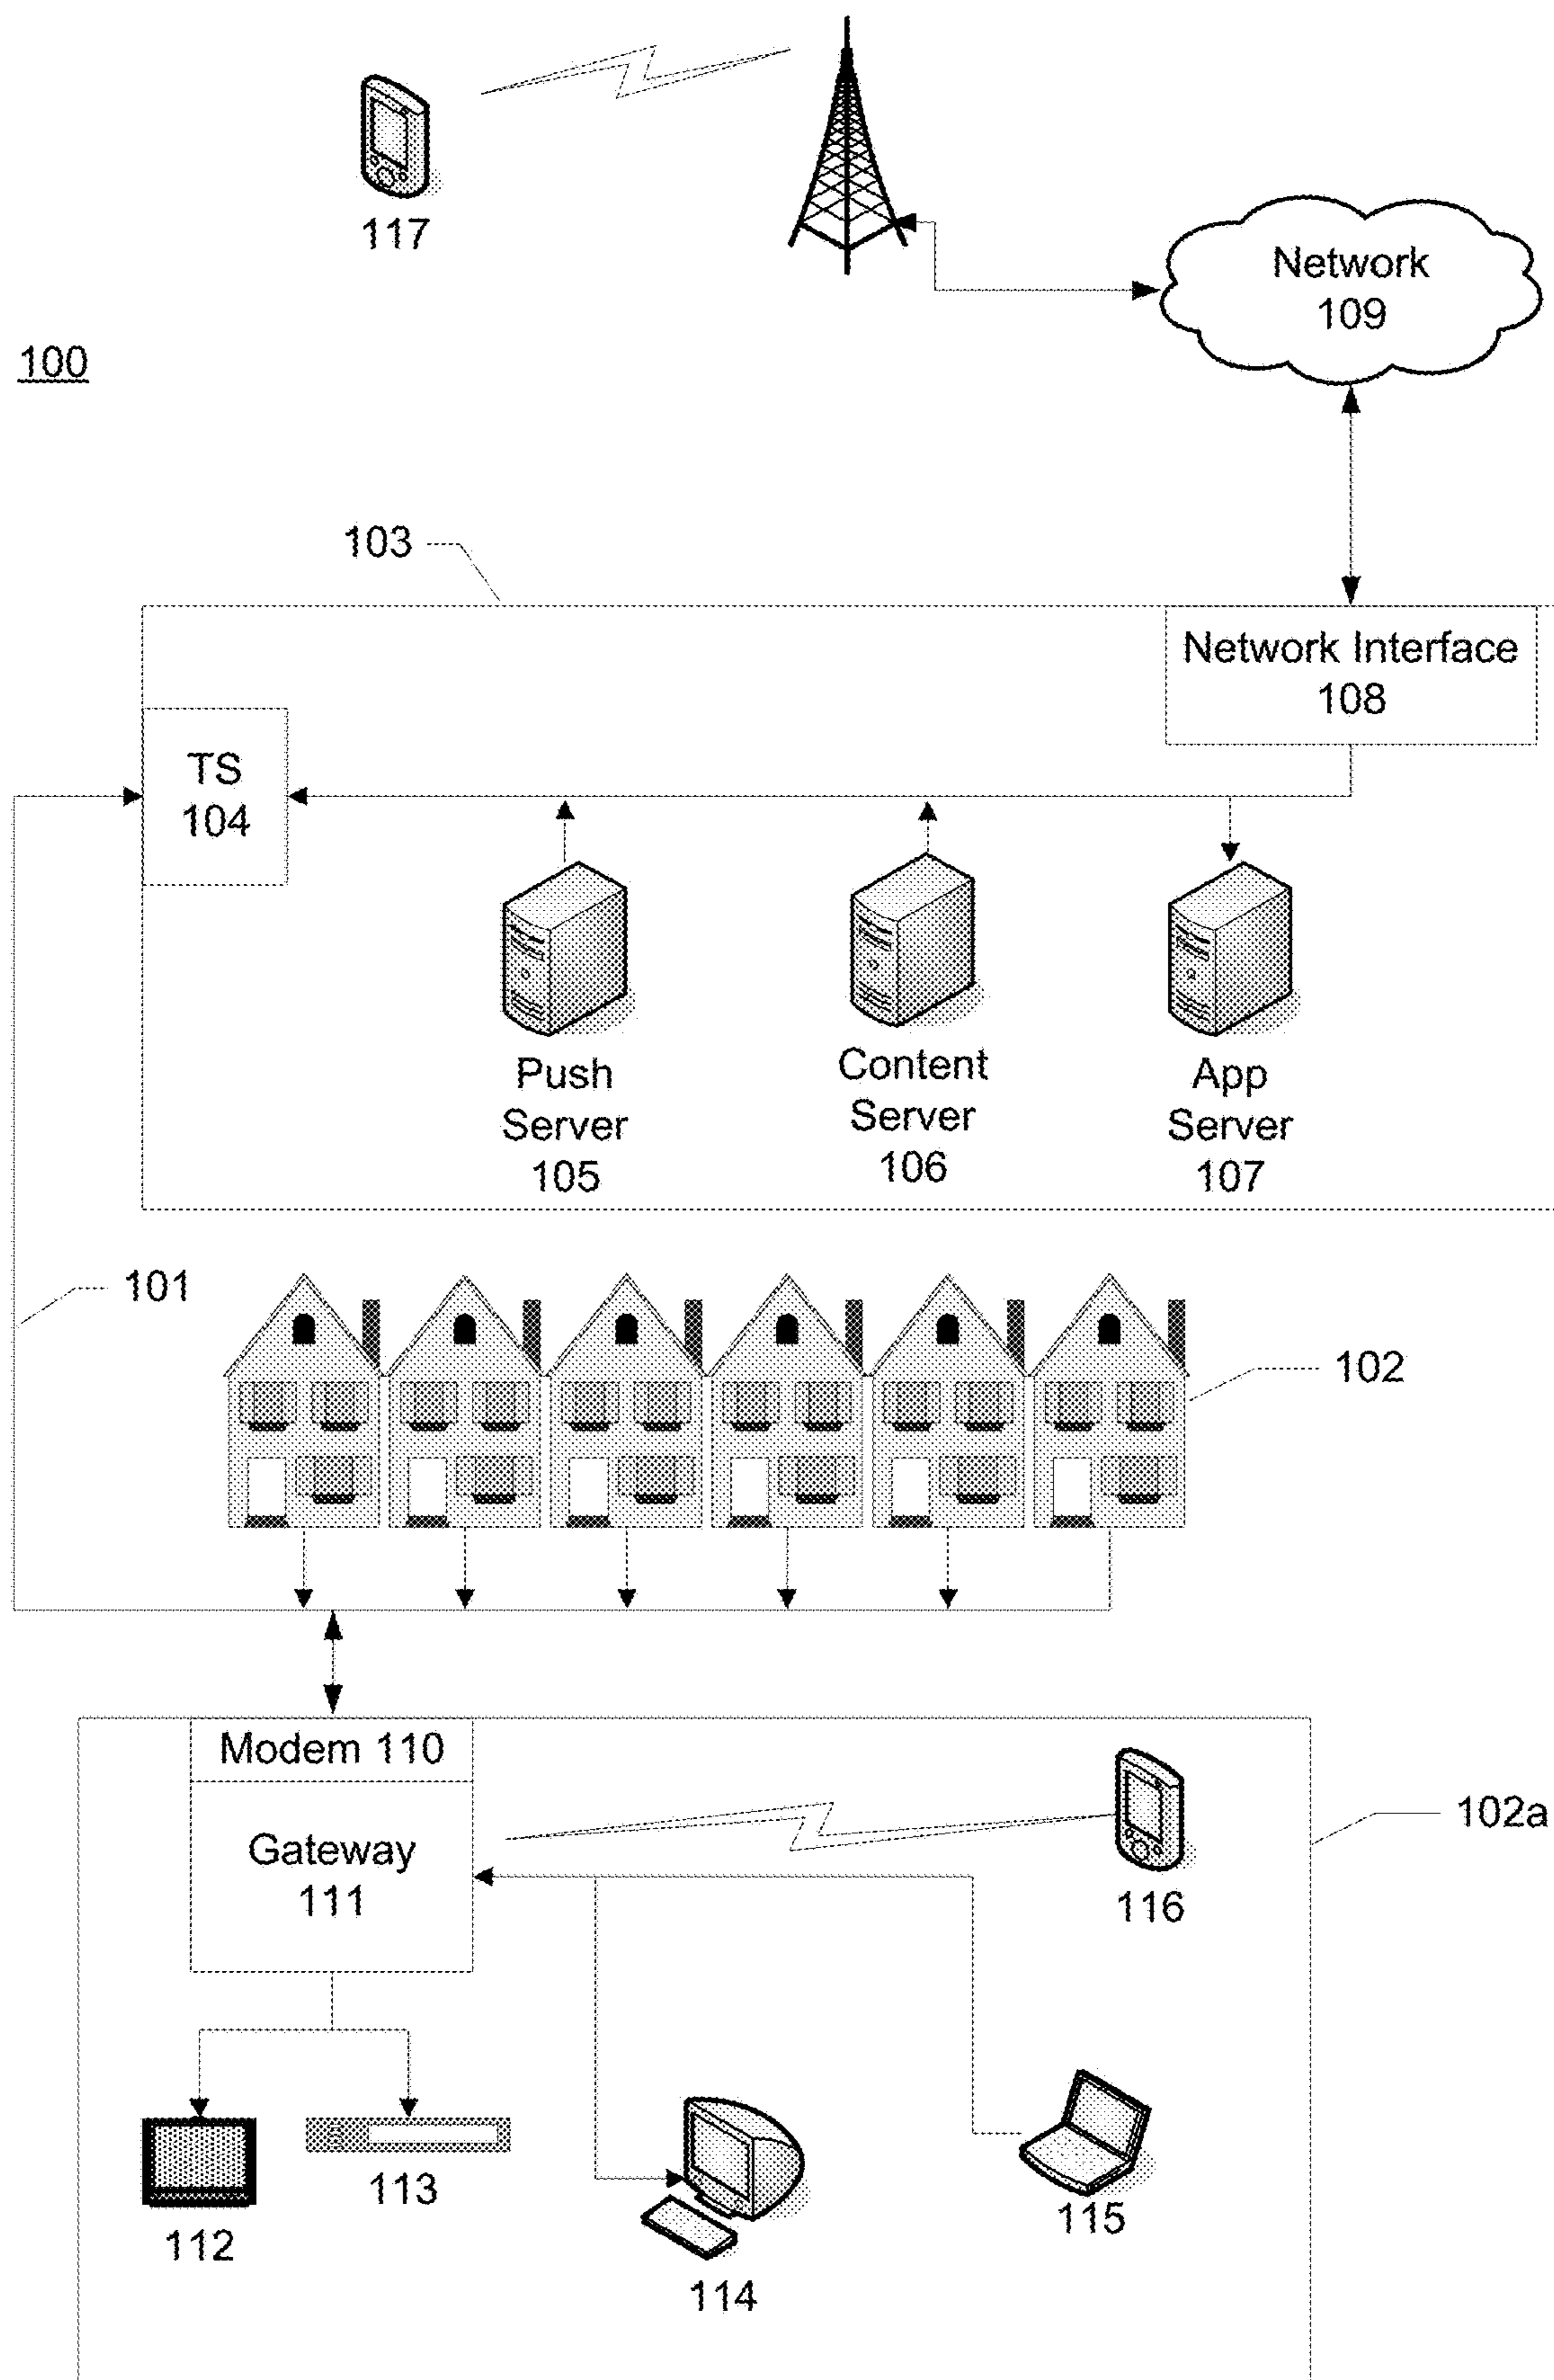 117
Network
109
100
103
Network Interface
108
TS
104
Push
Server
105
Content
Server
106
App
Server
107
101
102
Modem 110
Gateway
111
116
102a
112
113
114
115